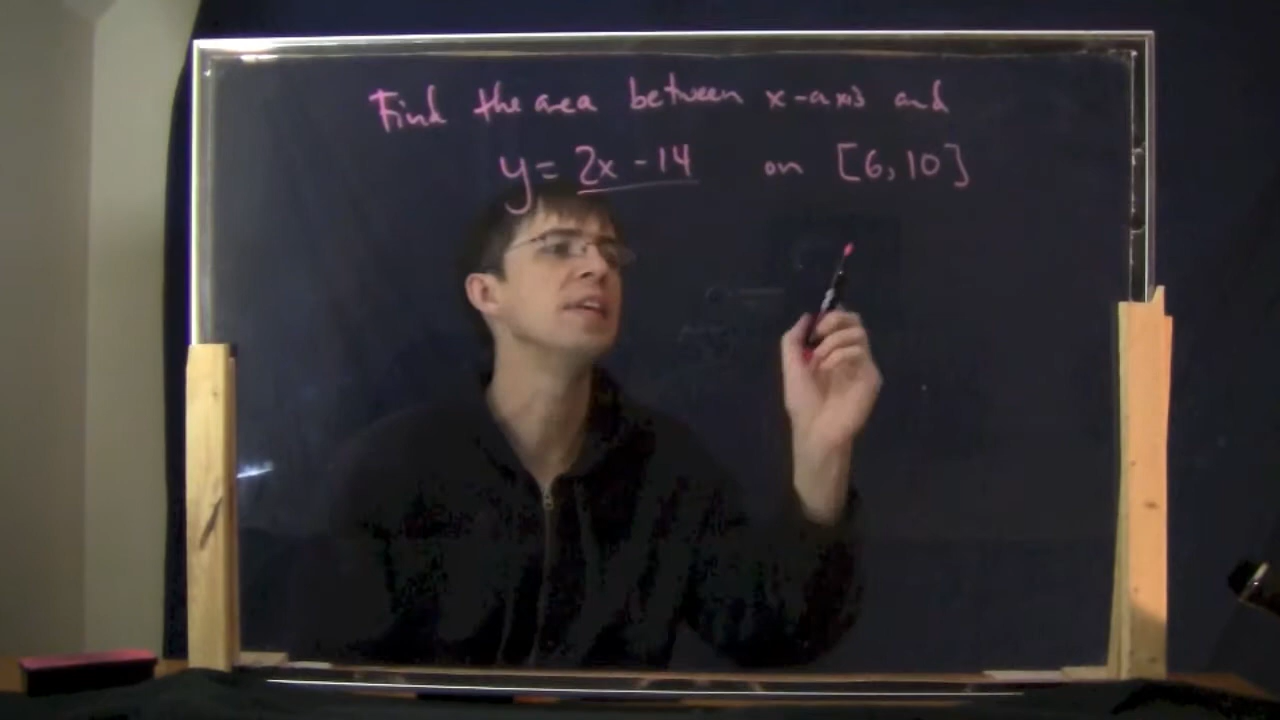 Find the area between x-axis and
y = 2x - 14 on [6, 10]